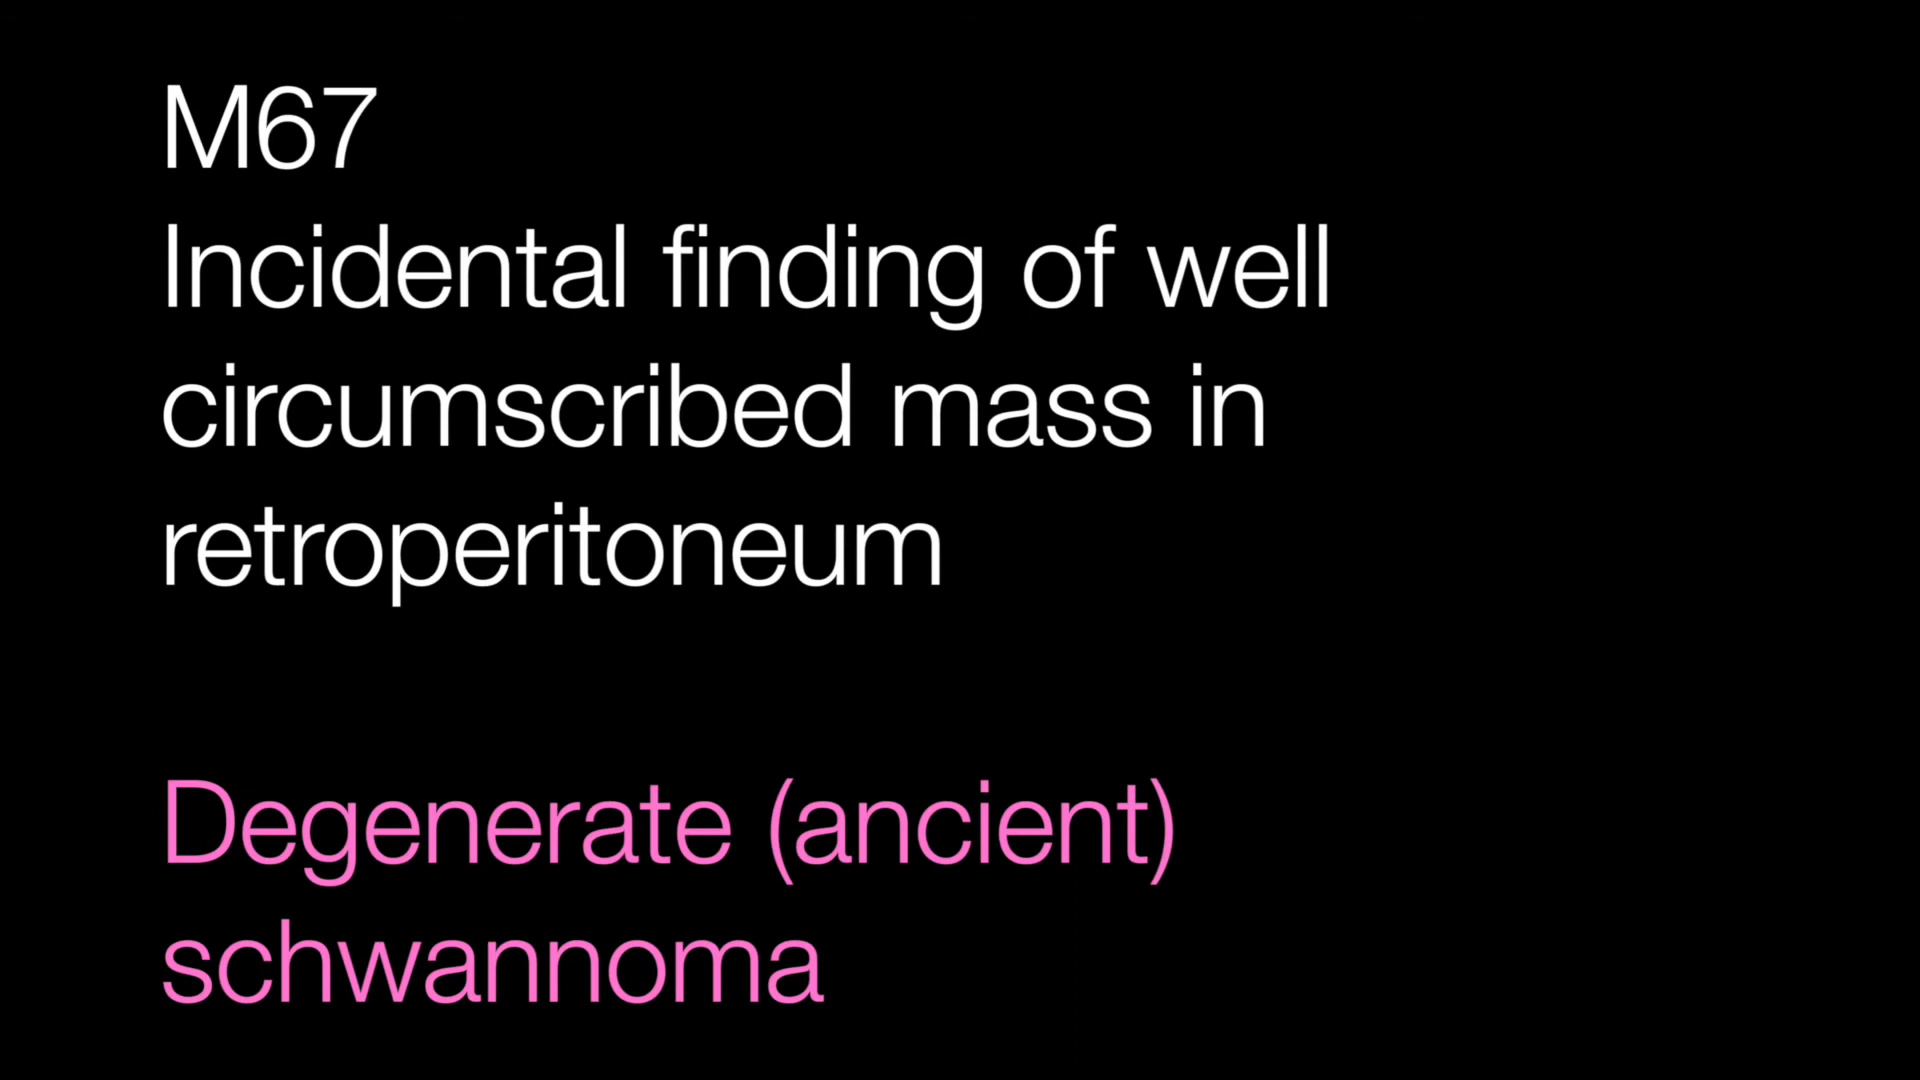 M67
Incidental finding of well
circumscribed mass in
retroperitoneum
Degenerate (ancient)
schwannoma